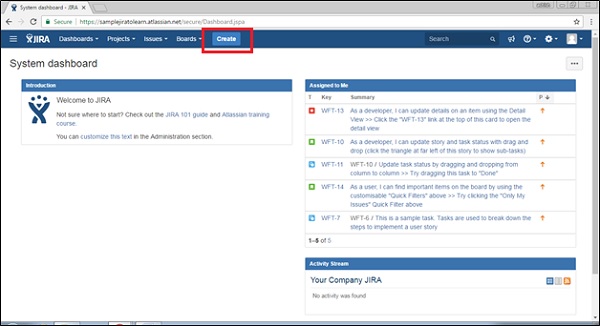 System dashboard - JIRA
Secure https://samplejiratolearn.atlassian.net/secure/Dashboard.jspa
JIRA Dashboards Projects Issues Boards Create Search
System dashboard
Introduction
Welcome to JIRA
Not sure where to start? Check out the JIRA 101 guide and Atlassian training
course.
You can customize this text in the Administration section.
Assigned to Me
T Key Summary P
WFT-13 As a developer, I can update details on an item using the Detail
View >> Click the "WFT-13" link at the top of this card to open the
detail view
WFT-10 As a developer, I can update story and task status with drag and
drop (click the triangle at far left of this story to show sub-tasks)
WFT-11 WFT-10 / Update task status by dragging and dropping from
column to column >> Try dragging this task to "Done"
WFT-14 As a user, I can find important items on the board by using the
customisable "Quick Filters" above >> Try clicking the "Only My
Issues" Quick Filter above
WFT-7 WFT-6 / This is a sample task. Tasks are used to break down the
steps to implement a user story.
1–5 of 5
Activity Stream
Your Company JIRA
No activity was found